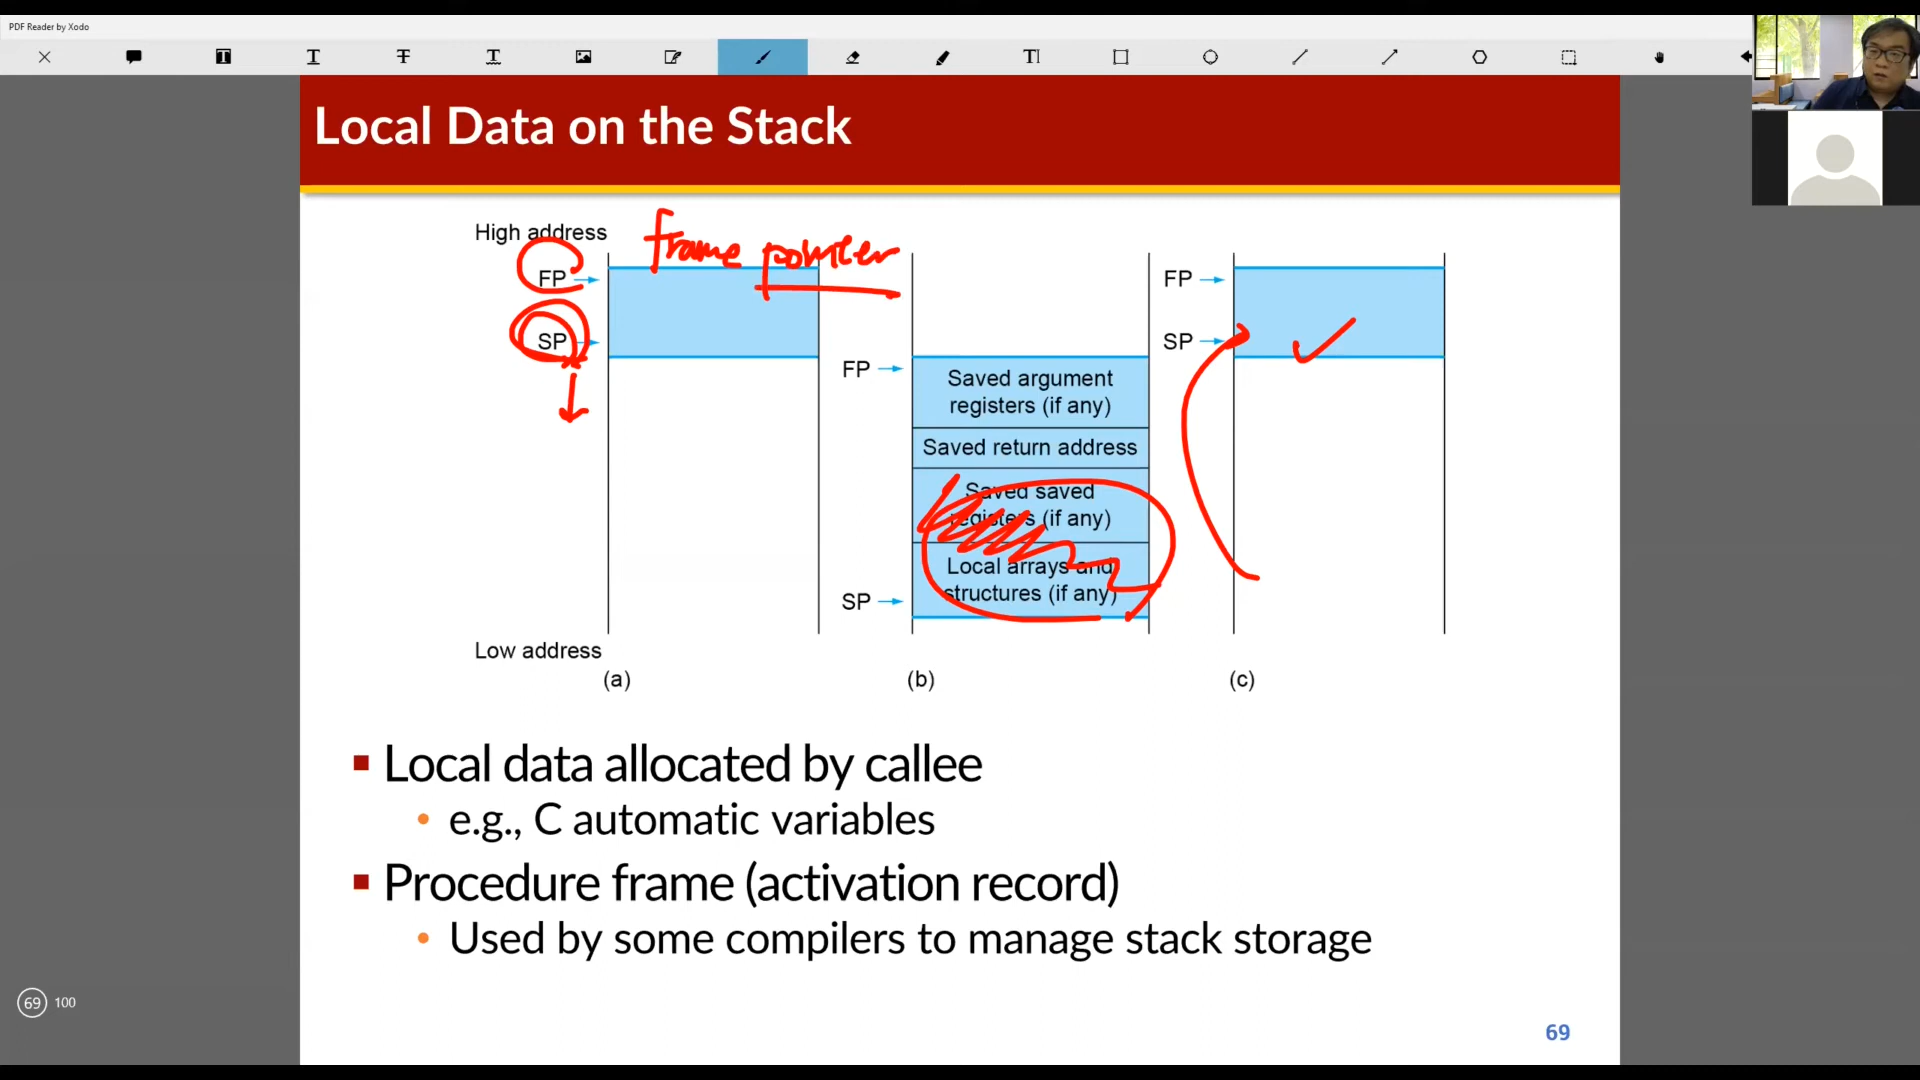 PDF Reader by Xodo
Local Data on the Stack
High address
frame pointer
FP
SP
Low address
(a)
FP
Saved argument
registers (if any)
Saved return address
Saved saved
registers (if any)
Local arrays and
structures (if any)
SP
(b)
FP
SP
(c)
Local data allocated by callee
e.g., C automatic variables
Procedure frame (activation record)
Used by some compilers to manage stack storage
69 100
69